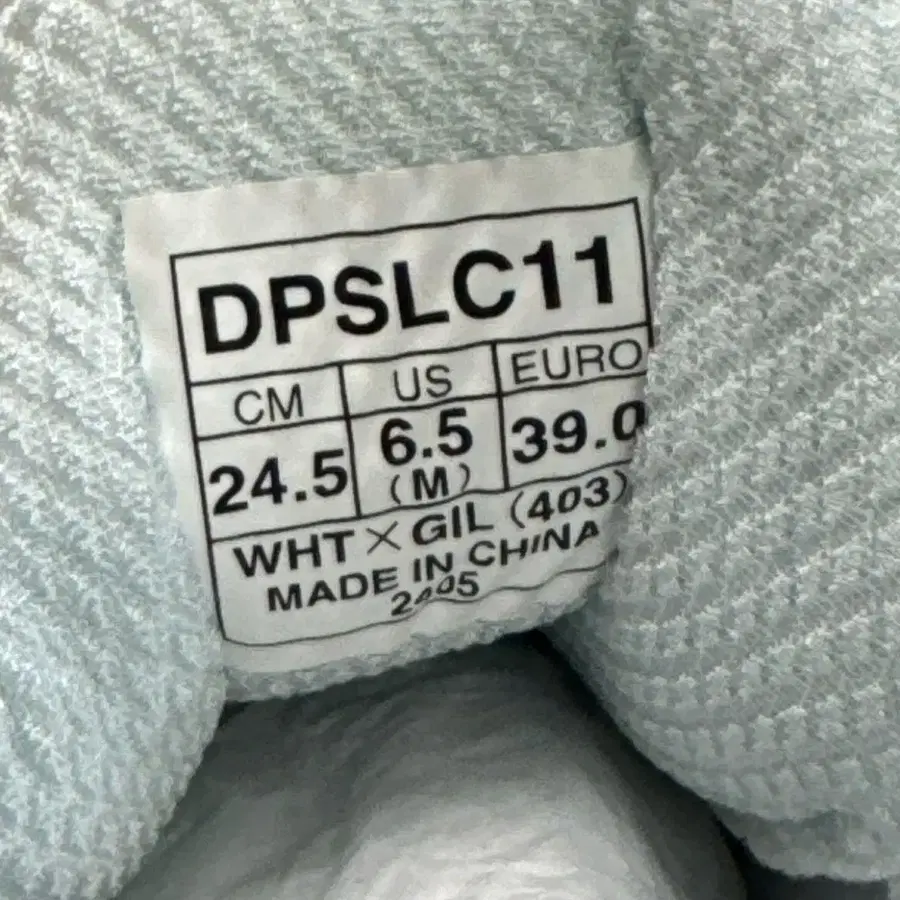 DPSLC11
CM US EURO
24.5 6.5 (M) 39.0
WHT×GIL (403)
MADE IN CHINA
2405